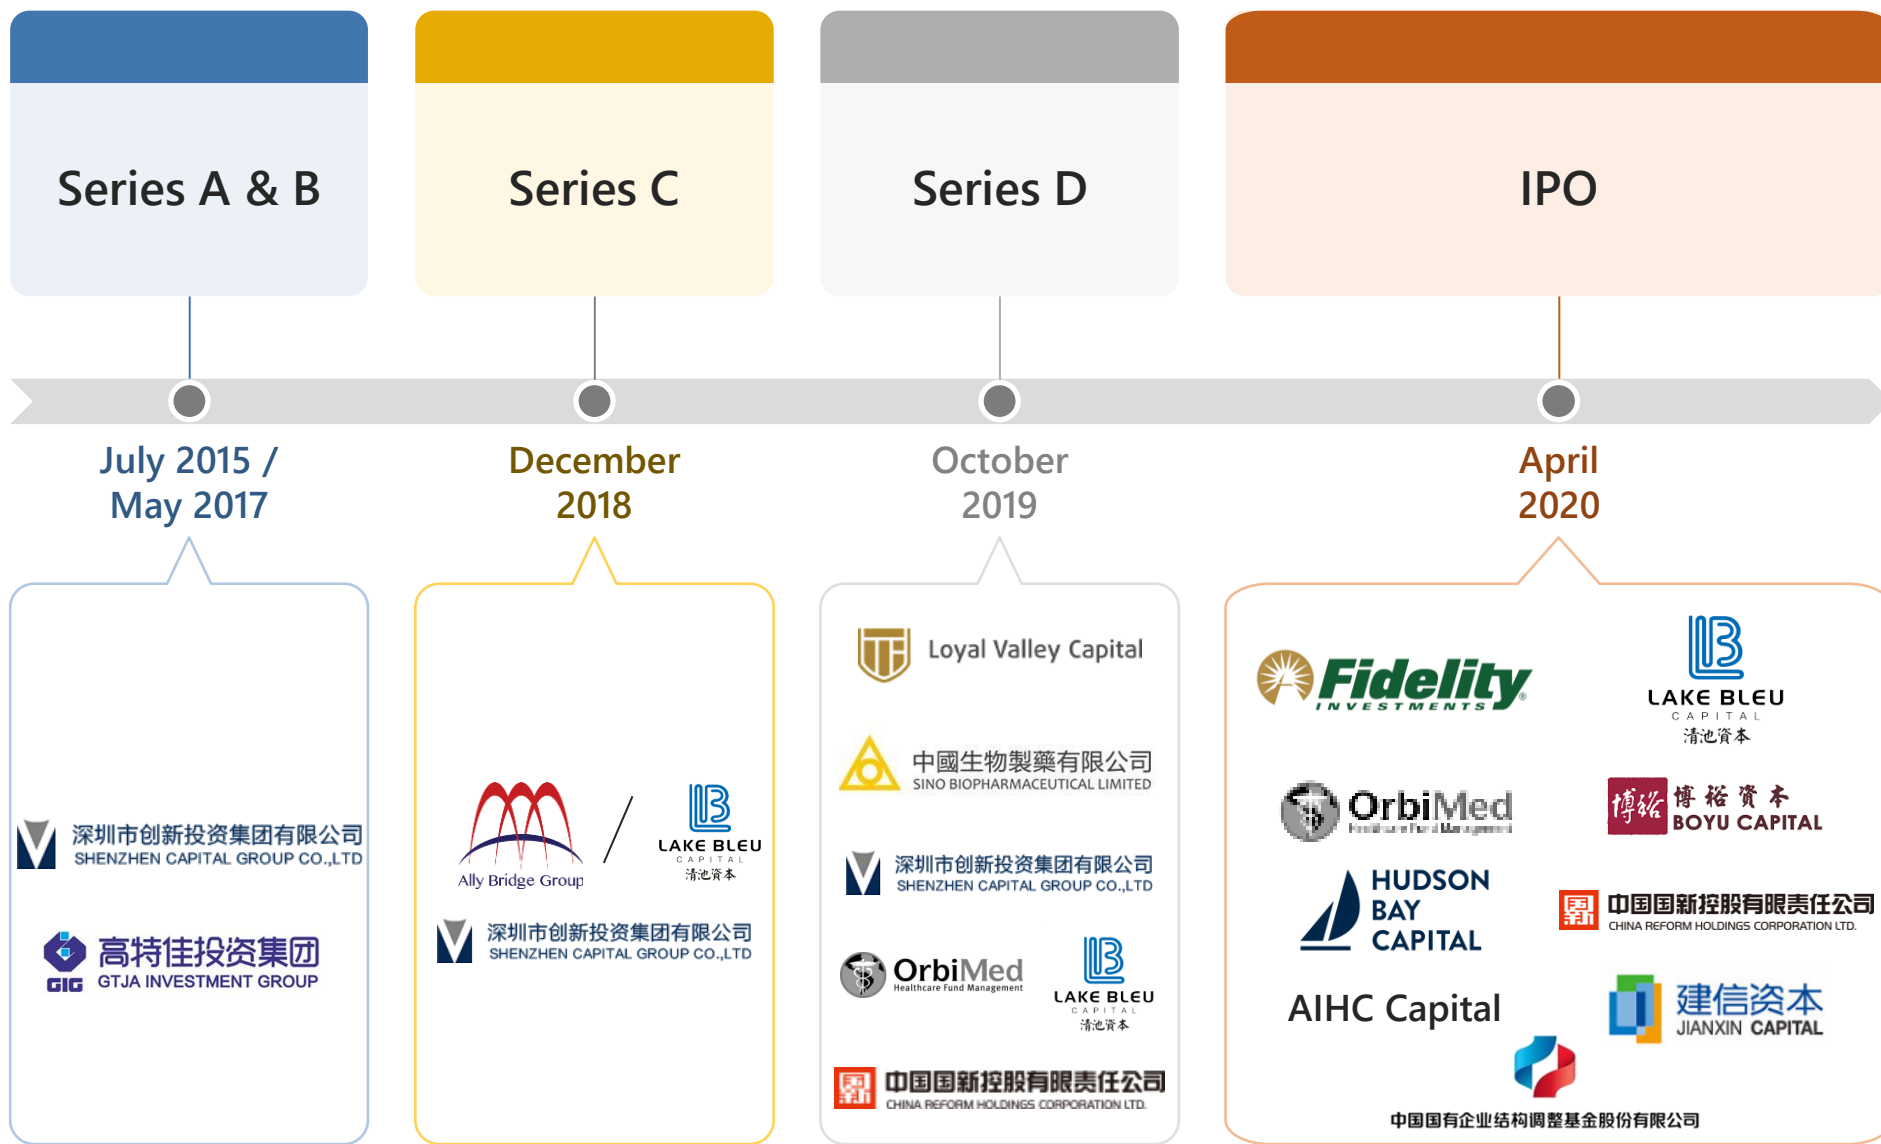 Series A & B
Series C
Series D
IPO
July 2015 /
May 2017
December
2018
October
2019
April
2020
深圳市创新投资集团有限公司
SHENZHEN CAPITAL GROUP CO.,LTD
GIG
高特佳投资集团
GTJA INVESTMENT GROUP
Ally Bridge Group
/
LAKE BLEU
CAPITAL
清池資本
深圳市创新投资集团有限公司
SHENZHEN CAPITAL GROUP CO.,LTD
Loyal Valley Capital
中國生物製藥有限公司
SINO BIOPHARMACEUTICAL LIMITED
深圳市创新投资集团有限公司
SHENZHEN CAPITAL GROUP CO.,LTD
OrbiMed
Healthcare Fund Management
LAKE BLEU
CAPITAL
清池資本
国新
中国国新控股有限责任公司
CHINA REFORM HOLDINGS CORPORATION LTD.
Fidelity
INVESTMENTS
LAKE BLEU
CAPITAL
清池資本
OrbiMed
Healthcare Fund Management
博裕
博裕資本
BOYU CAPITAL
HUDSON
BAY
CAPITAL
国新
中国国新控股有限责任公司
CHINA REFORM HOLDINGS CORPORATION LTD.
AIHC Capital
建信资本
JIANXIN CAPITAL
中国国有企业结构调整基金股份有限公司